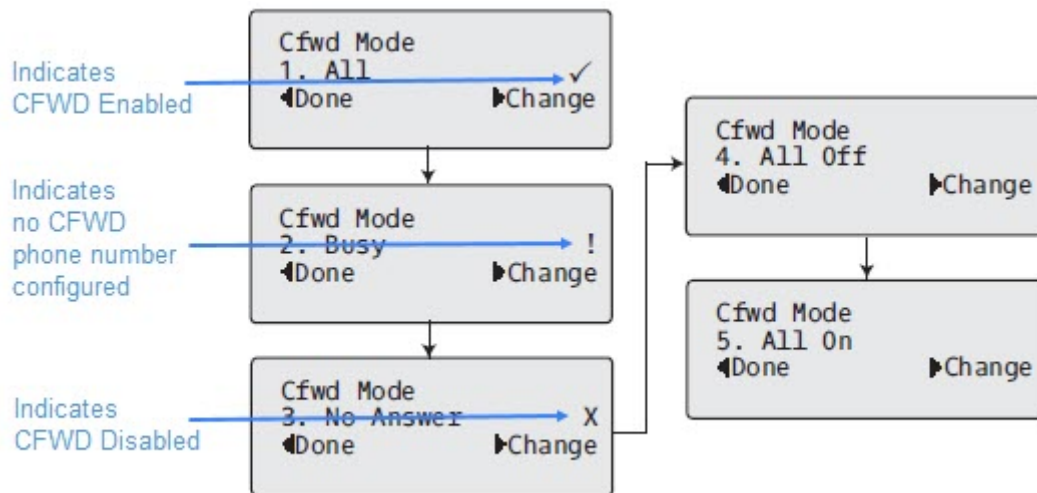 Indicates
CFWD Enabled
Cfwd Mode
1. All ✓
◀Done ▶Change
Indicates
no CFWD
phone number
configured
Cfwd Mode
2. Busy !
◀Done ▶Change
Indicates
CFWD Disabled
Cfwd Mode
3. No Answer X
◀Done ▶Change
Cfwd Mode
4. All Off
◀Done ▶Change
Cfwd Mode
5. All On
◀Done ▶Change